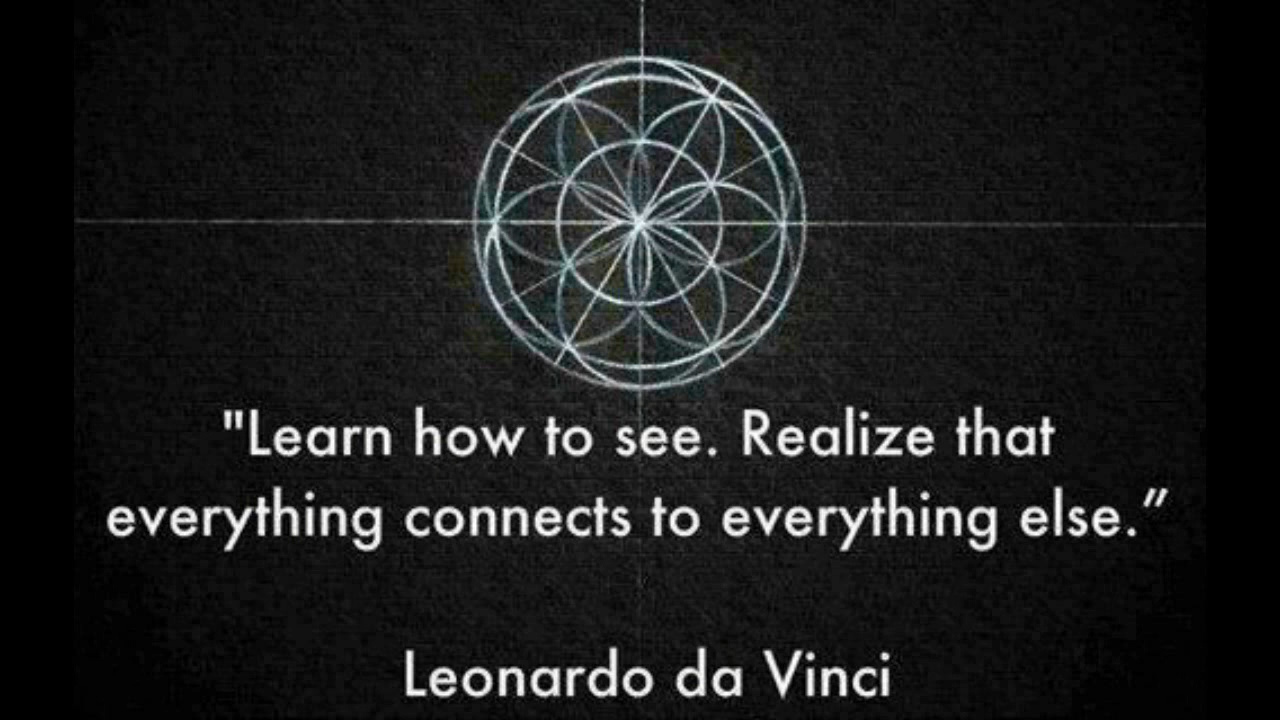 "Learn how to see. Realize that
everything connects to everything else.”
Leonardo da Vinci